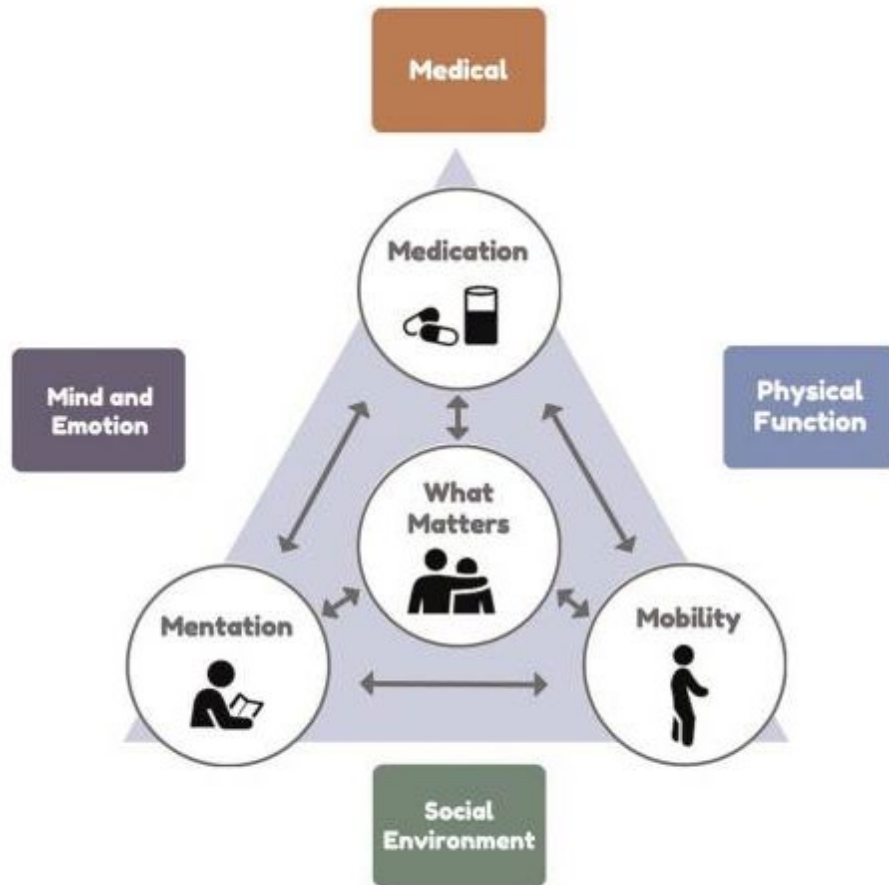 Medical
Medication
Mind and
Emotion
Physical
Function
What
Matters
Mentation
Mobility
Social
Environment